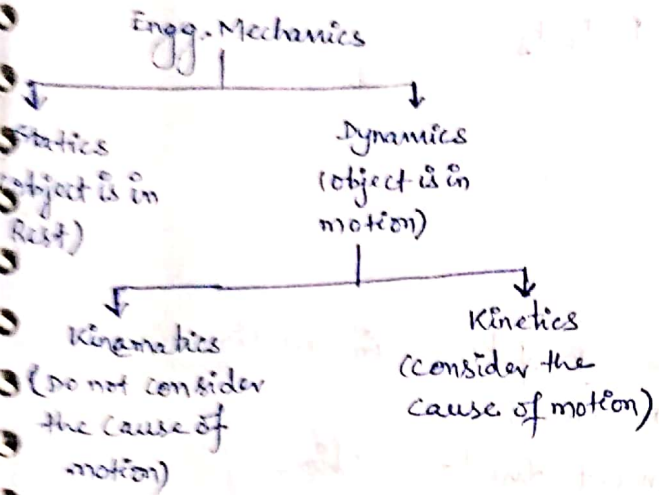 Engg. Mechanics
Statics
(object is in
Rest)
Dynamics
(object is in
motion)
Kinamatics
(Do not consider
the cause of
motion)
Kinetics
(consider the
cause of motion)